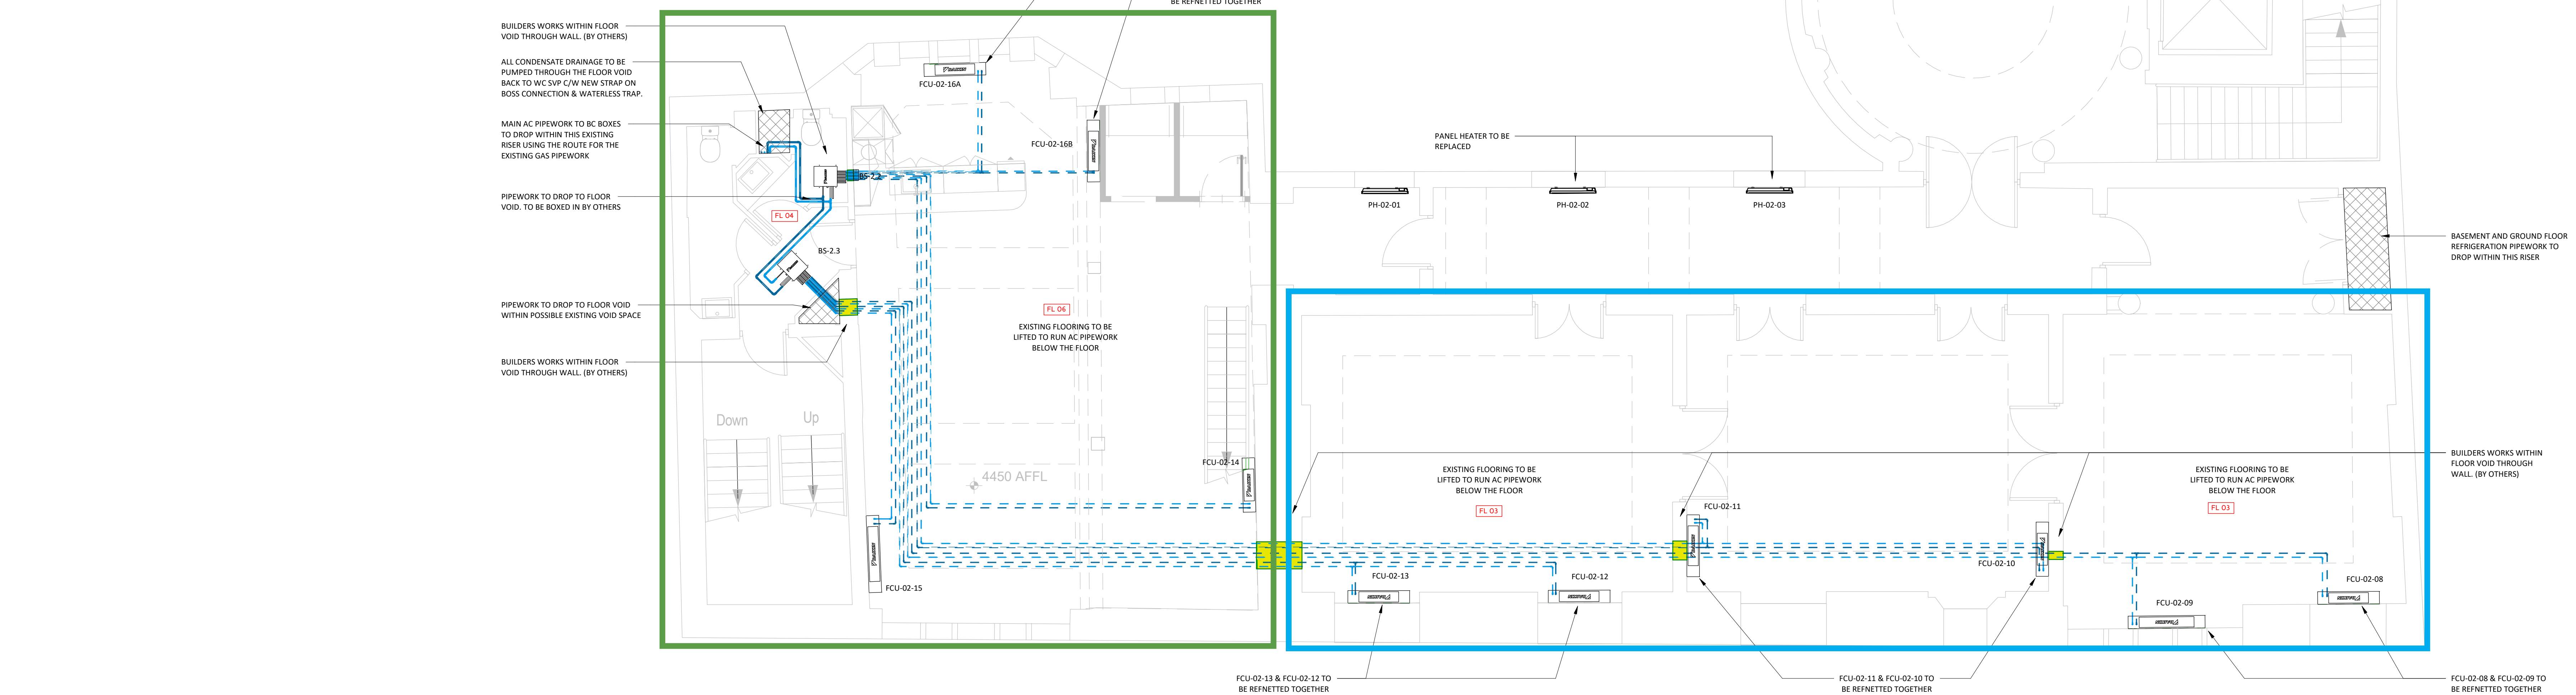 BE REFNETTED TOGETHER
BUILDERS WORKS WITHIN FLOOR
VOID THROUGH WALL. (BY OTHERS)
ALL CONDENSATE DRAINAGE TO BE
PUMPED THROUGH THE FLOOR VOID
BACK TO WC SVP C/W NEW STRAP ON
BOSS CONNECTION & WATERLESS TRAP.
MAIN AC PIPEWORK TO BC BOXES
TO DROP WITHIN THIS EXISTING
RISER USING THE ROUTE FOR THE
EXISTING GAS PIPEWORK
PIPEWORK TO DROP TO FLOOR
VOID. TO BE BOXED IN BY OTHERS
PIPEWORK TO DROP TO FLOOR VOID
WITHIN POSSIBLE EXISTING VOID SPACE
BUILDERS WORKS WITHIN FLOOR
VOID THROUGH WALL. (BY OTHERS)
FCU-02-16A
FCU-02-16B
BS-2.2
FL 04
BS-2.3
FL 06
EXISTING FLOORING TO BE
LIFTED TO RUN AC PIPEWORK
BELOW THE FLOOR
Down
Up
FCU-02-14
4450 AFFL
FCU-02-15
PANEL HEATER TO BE
REPLACED
PH-02-01
PH-02-02
PH-02-03
BASEMENT AND GROUND FLOOR
REFRIGERATION PIPEWORK TO
DROP WITHIN THIS RISER
BUILDERS WORKS WITHIN
FLOOR VOID THROUGH
WALL. (BY OTHERS)
EXISTING FLOORING TO BE
LIFTED TO RUN AC PIPEWORK
BELOW THE FLOOR
FL 03
EXISTING FLOORING TO BE
LIFTED TO RUN AC PIPEWORK
BELOW THE FLOOR
FL 03
FCU-02-11
FCU-02-10
FCU-02-13
FCU-02-12
FCU-02-08
FCU-02-09
FCU-02-13 & FCU-02-12 TO
BE REFNETTED TOGETHER
FCU-02-11 & FCU-02-10 TO
BE REFNETTED TOGETHER
FCU-02-08 & FCU-02-09 TO
BE REFNETTED TOGETHER